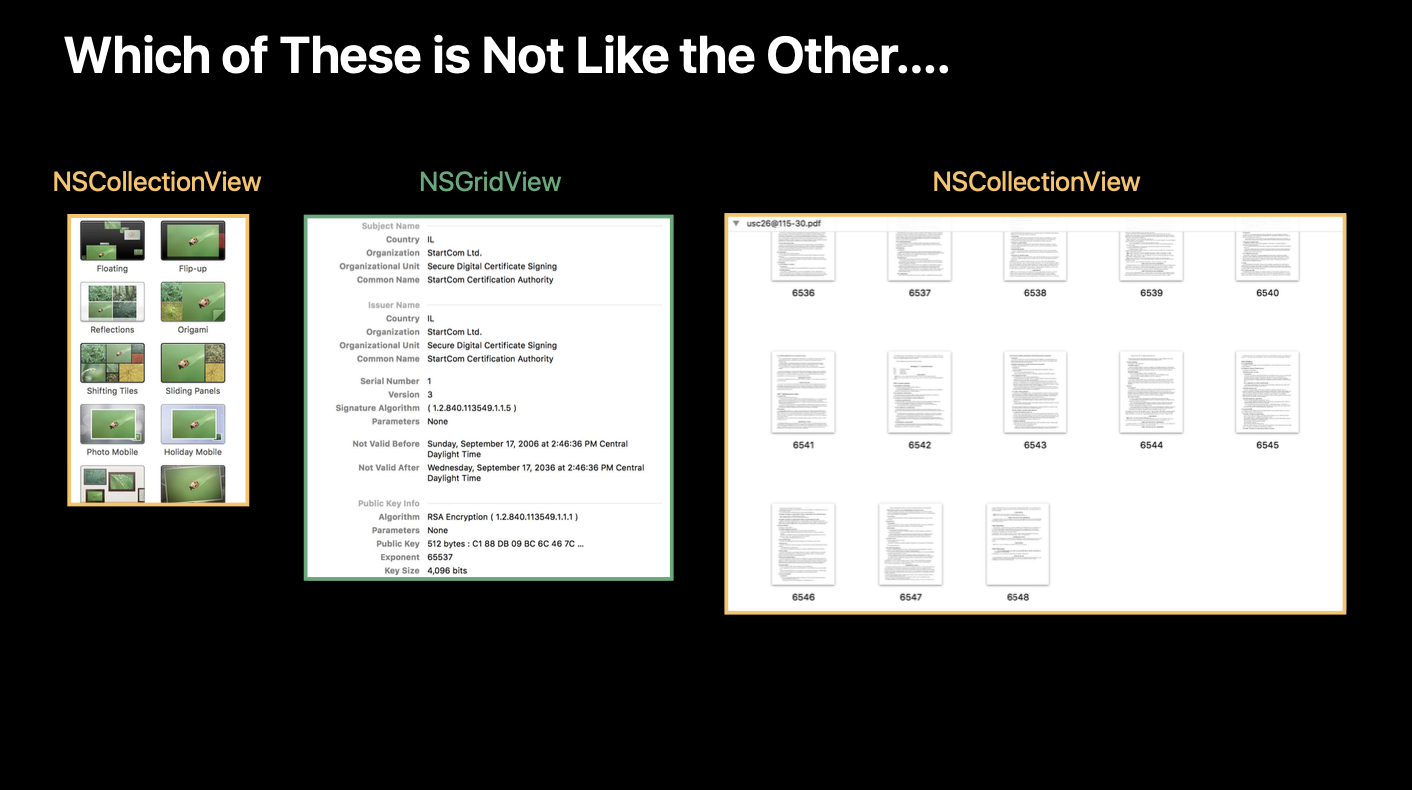 Which of These is Not Like the Other....
NSCollectionView
Floating Flip-up
Reflections Origami
Shifting Tiles Sliding Panels
Photo Mobile Holiday Mobile
NSGridView
Subject Name
Country IL
Organization StartCom Ltd.
Organizational Unit Secure Digital Certificate Signing
Common Name StartCom Certification Authority
Issuer Name
Country IL
Organization StartCom Ltd.
Organizational Unit Secure Digital Certificate Signing
Common Name StartCom Certification Authority
Serial Number 1
Version 3
Signature Algorithm ( 1.2.840.113549.1.1.5 )
Parameters None
Not Valid Before Sunday, September 17, 2006 at 2:46:36 PM Central
Daylight Time
Not Valid After Wednesday, September 17, 2036 at 2:46:36 PM Central
Daylight Time
Public Key Info
Algorithm RSA Encryption ( 1.2.840.113549.1.1.1 )
Parameters None
Public Key 512 bytes : C1 88 DB 09 BC 6C 46 7C ...
Exponent 65537
Key Size 4,096 bits
NSCollectionView
usc26@115-30.pdf
6536 6537 6538 6539 6540
6541 6542 6543 6544 6545
6546 6547 6548